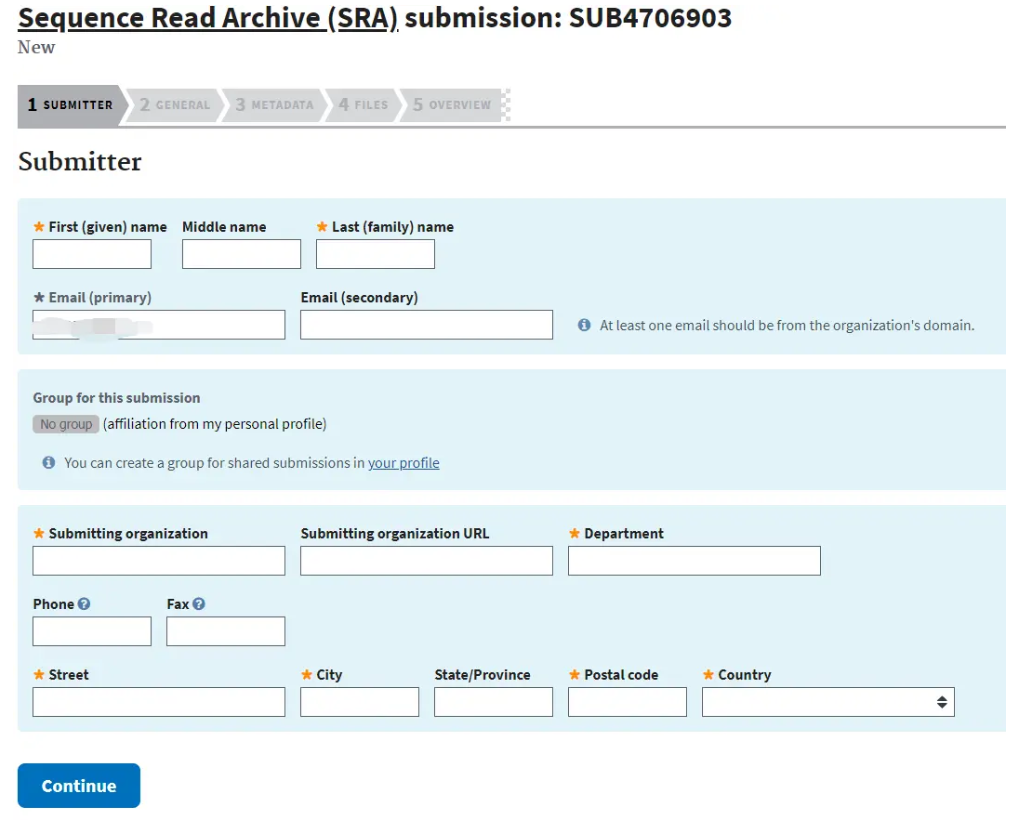 Sequence Read Archive (SRA) submission: SUB4706903
New
1 SUBMITTER 2 GENERAL 3 METADATA 4 FILES 5 OVERVIEW
Submitter
* First (given) name Middle name * Last (family) name
* Email (primary) Email (secondary)
At least one email should be from the organization's domain.
Group for this submission
No group (affiliation from my personal profile)
You can create a group for shared submissions in your profile
* Submitting organization Submitting organization URL * Department
Phone ? Fax ?
* Street * City State/Province * Postal code * Country
Continue